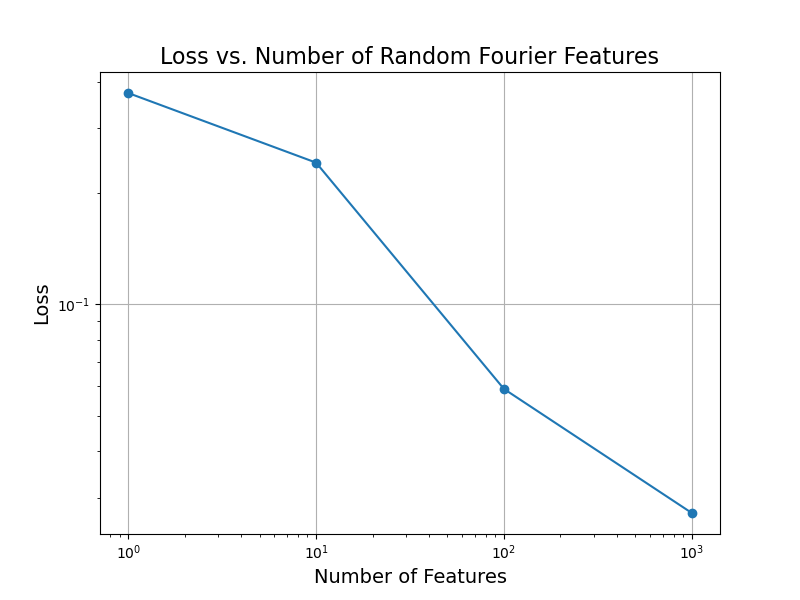 Loss vs. Number of Random Fourier Features
Loss
10⁻¹
10⁰ 10¹ 10² 10³
Number of Features